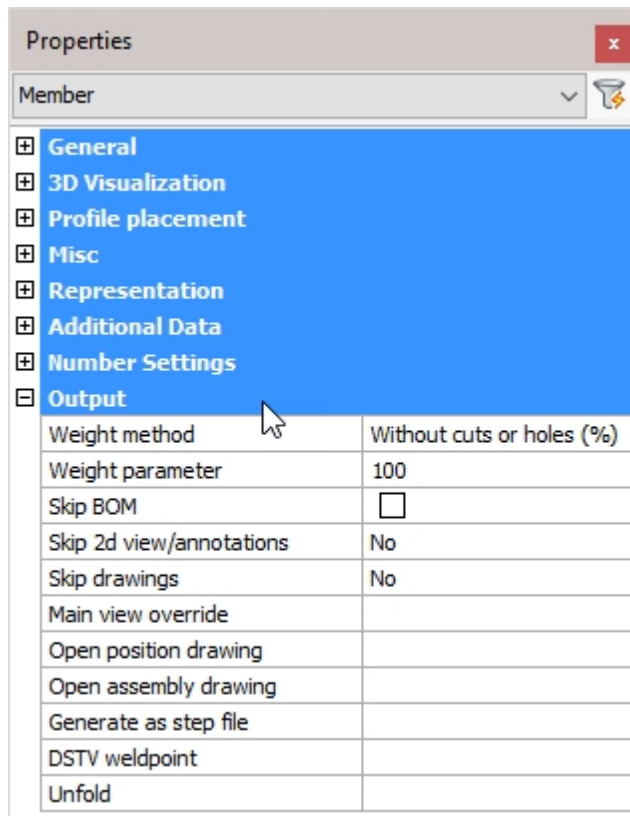 Properties
x
Member
General
3D Visualization
Profile placement
Misc
Representation
Additional Data
Number Settings
Output
Weight method Without cuts or holes (%)
Weight parameter 100
Skip BOM
Skip 2d view/annotations No
Skip drawings No
Main view override
Open position drawing
Open assembly drawing
Generate as step file
DSTV weldpoint
Unfold